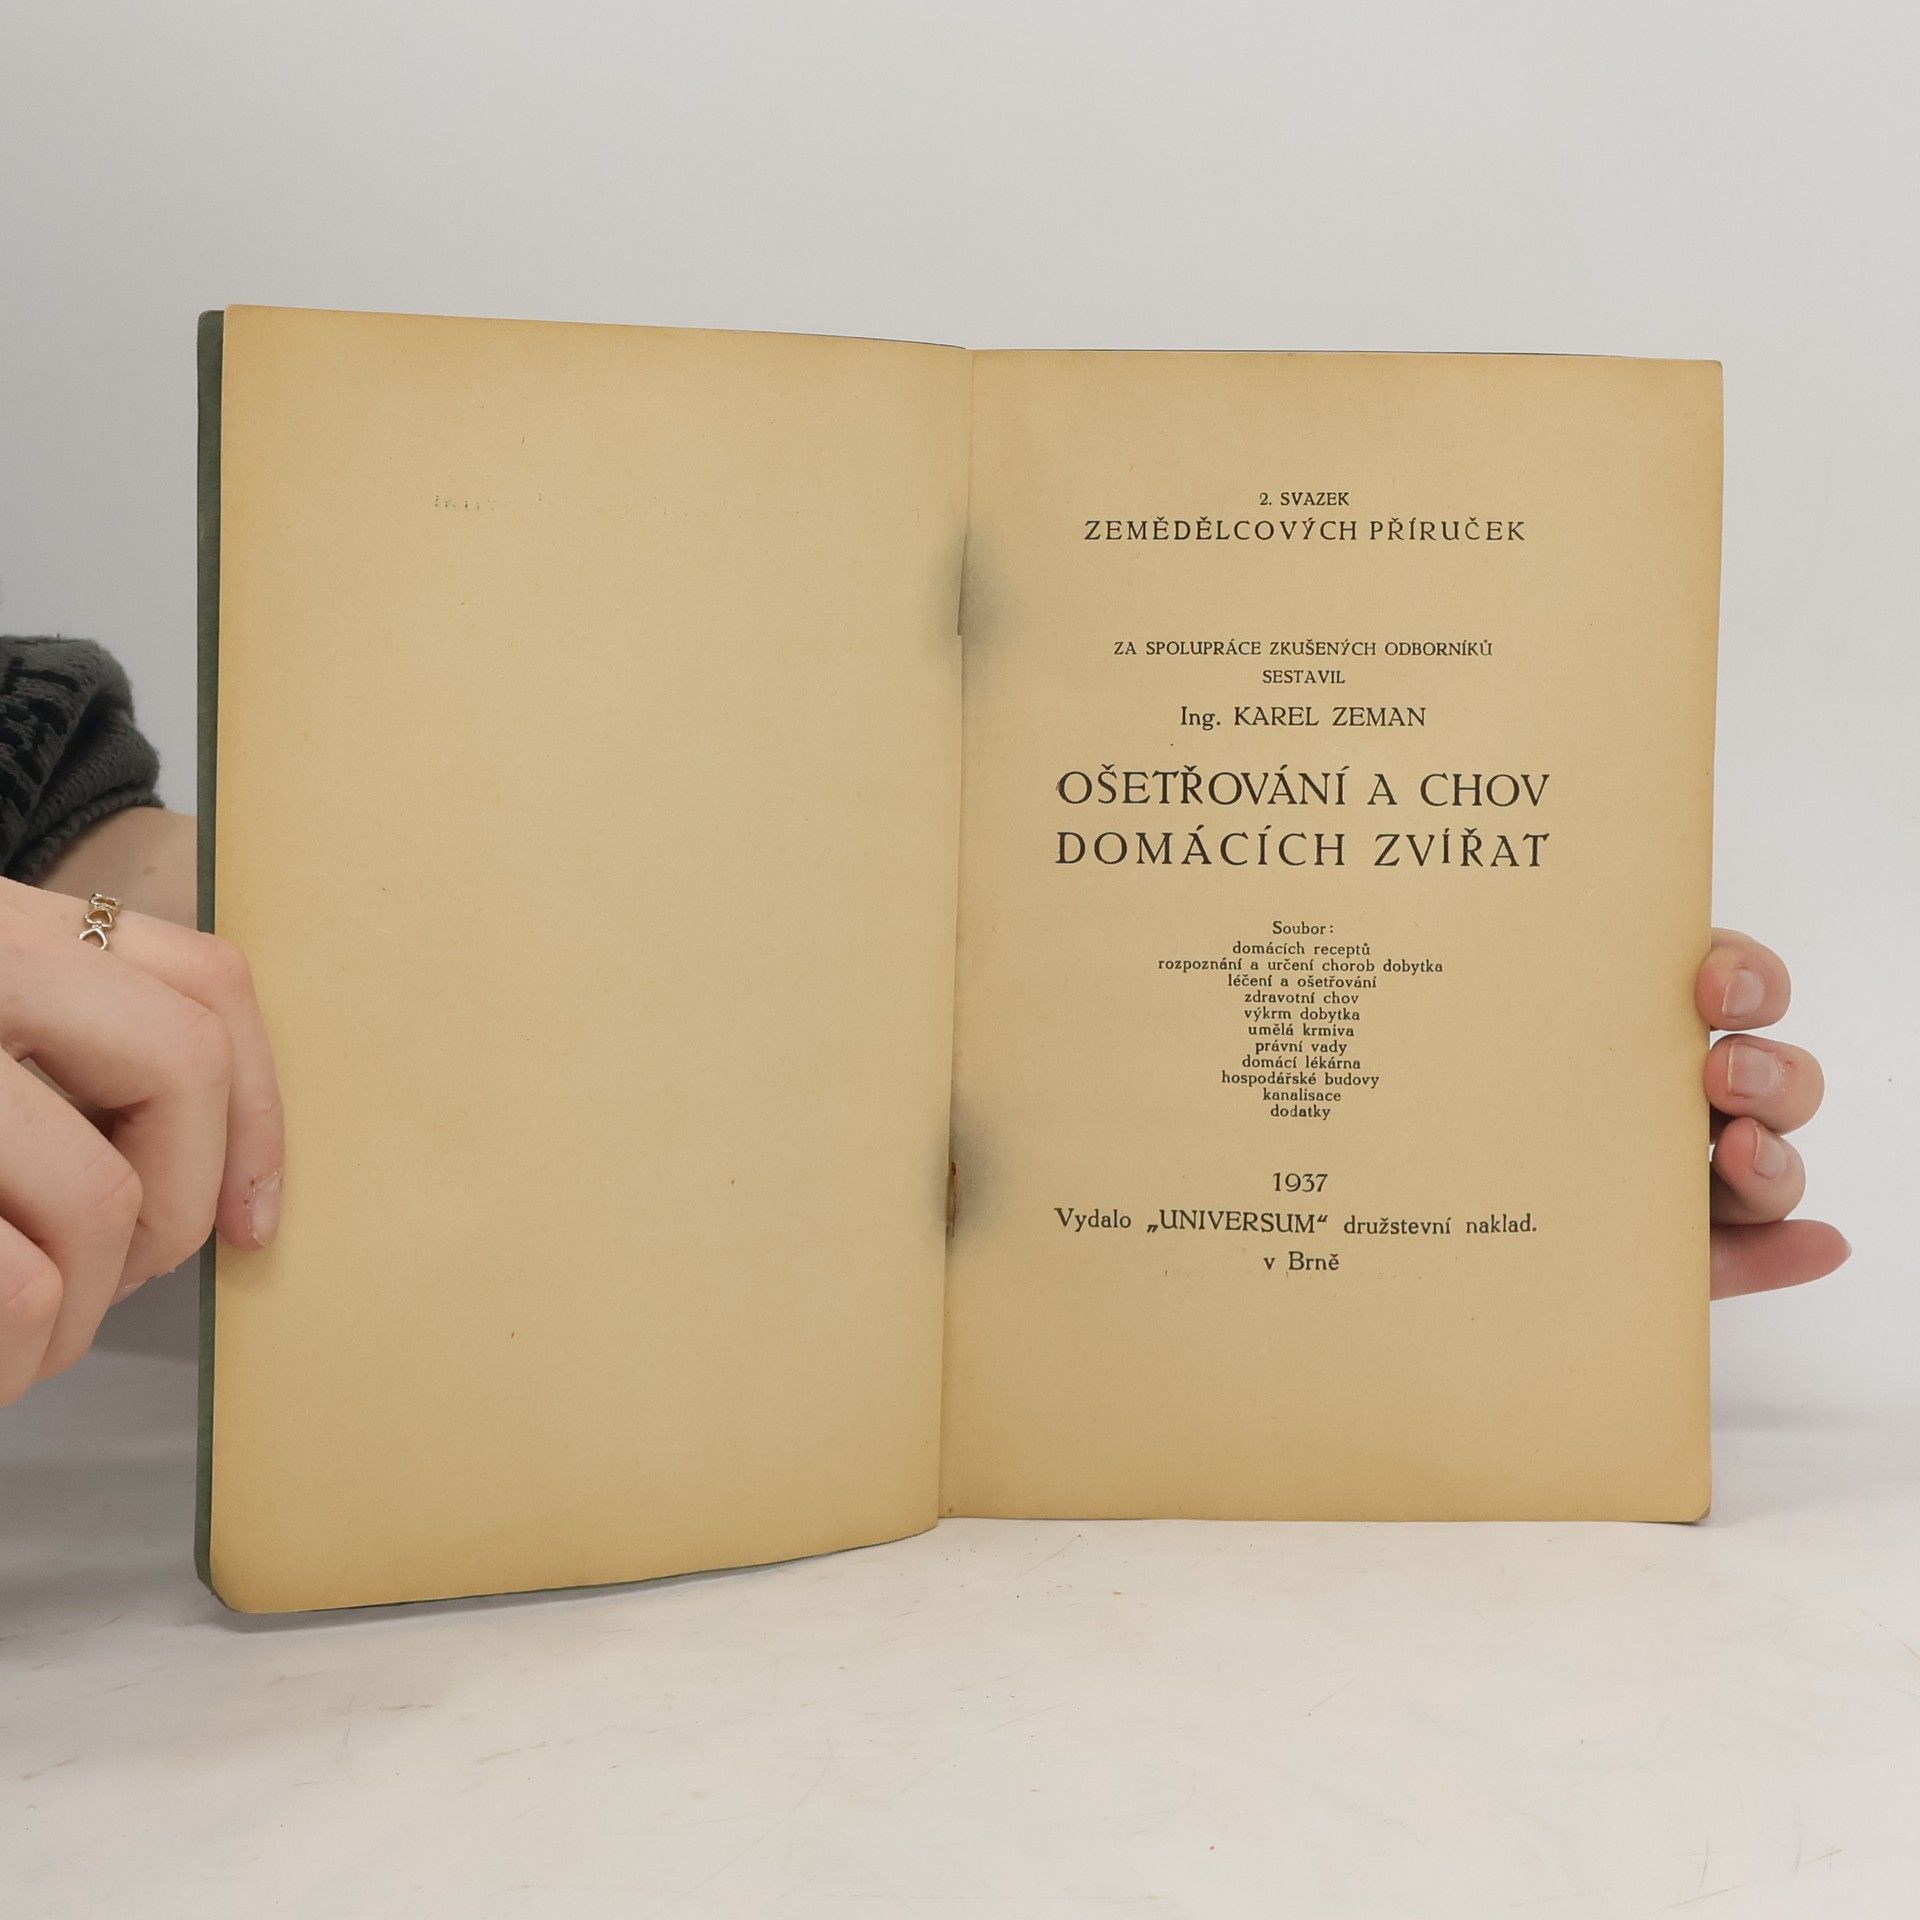 2. SVAZEK
ZEMĚDĚLCOVÝCH PŘÍRUČEK
ZA SPOLUPRÁCE ZKUŠENÝCH ODBORNÍKŮ
SESTAVIL
Ing. KAREL ZEMAN
OŠETŘOVÁNÍ A CHOV
DOMÁCÍCH ZVÍŘAT
Soubor:
domácích receptů
rozpoznání a určení chorob dobytka
léčení a ošetřování
zdravotní chov
výkrm dobytka
umělá krmiva
právní vady
domácí lékárna
hospodářské budovy
kanalisace
dodatky
1937
Vydalo „UNIVERSUM“ družstevní naklad.
v Brně